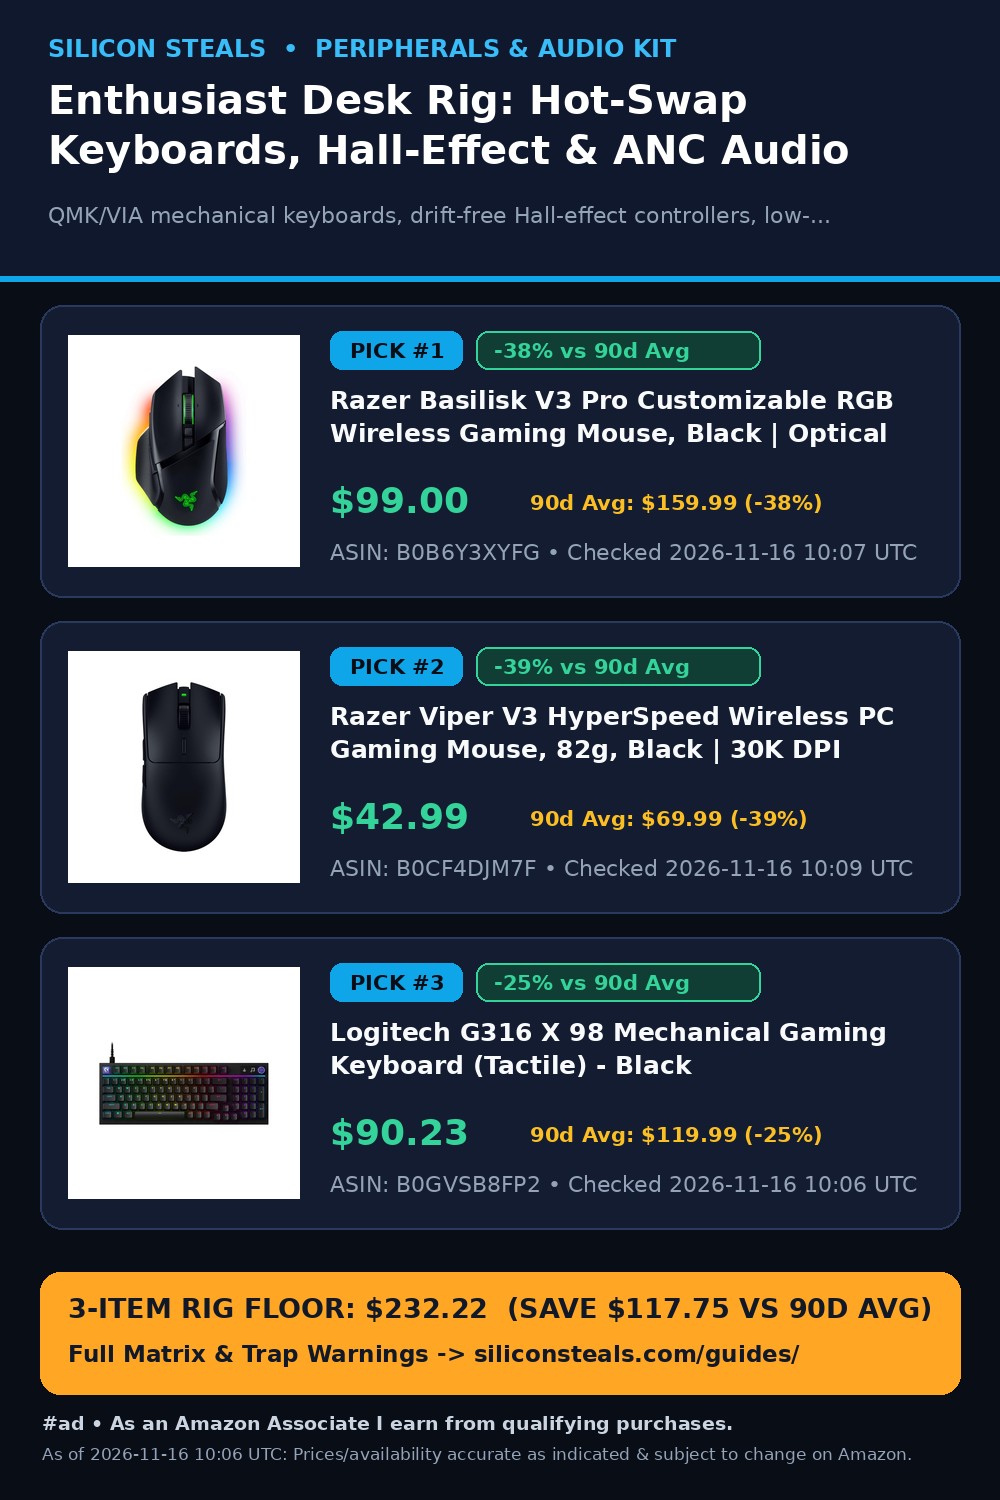 SILICON STEALS • PERIPHERALS & AUDIO KIT
Enthusiast Desk Rig: Hot-Swap
Keyboards, Hall-Effect & ANC Audio
QMK/VIA mechanical keyboards, drift-free Hall-effect controllers, low-...
PICK #1 -38% vs 90d Avg
Razer Basilisk V3 Pro Customizable RGB
Wireless Gaming Mouse, Black | Optical
$99.00 90d Avg: $159.99 (-38%)
ASIN: B0B6Y3XYFG • Checked 2026-11-16 10:07 UTC
PICK #2 -39% vs 90d Avg
Razer Viper V3 HyperSpeed Wireless PC
Gaming Mouse, 82g, Black | 30K DPI
$42.99 90d Avg: $69.99 (-39%)
ASIN: B0CF4DJM7F • Checked 2026-11-16 10:09 UTC
PICK #3 -25% vs 90d Avg
Logitech G316 X 98 Mechanical Gaming
Keyboard (Tactile) - Black
$90.23 90d Avg: $119.99 (-25%)
ASIN: B0GVSB8FP2 • Checked 2026-11-16 10:06 UTC
3-ITEM RIG FLOOR: $232.22 (SAVE $117.75 VS 90D AVG)
Full Matrix & Trap Warnings -> siliconsteals.com/guides/
#ad • As an Amazon Associate I earn from qualifying purchases.
As of 2026-11-16 10:06 UTC: Prices/availability accurate as indicated & subject to change on Amazon.